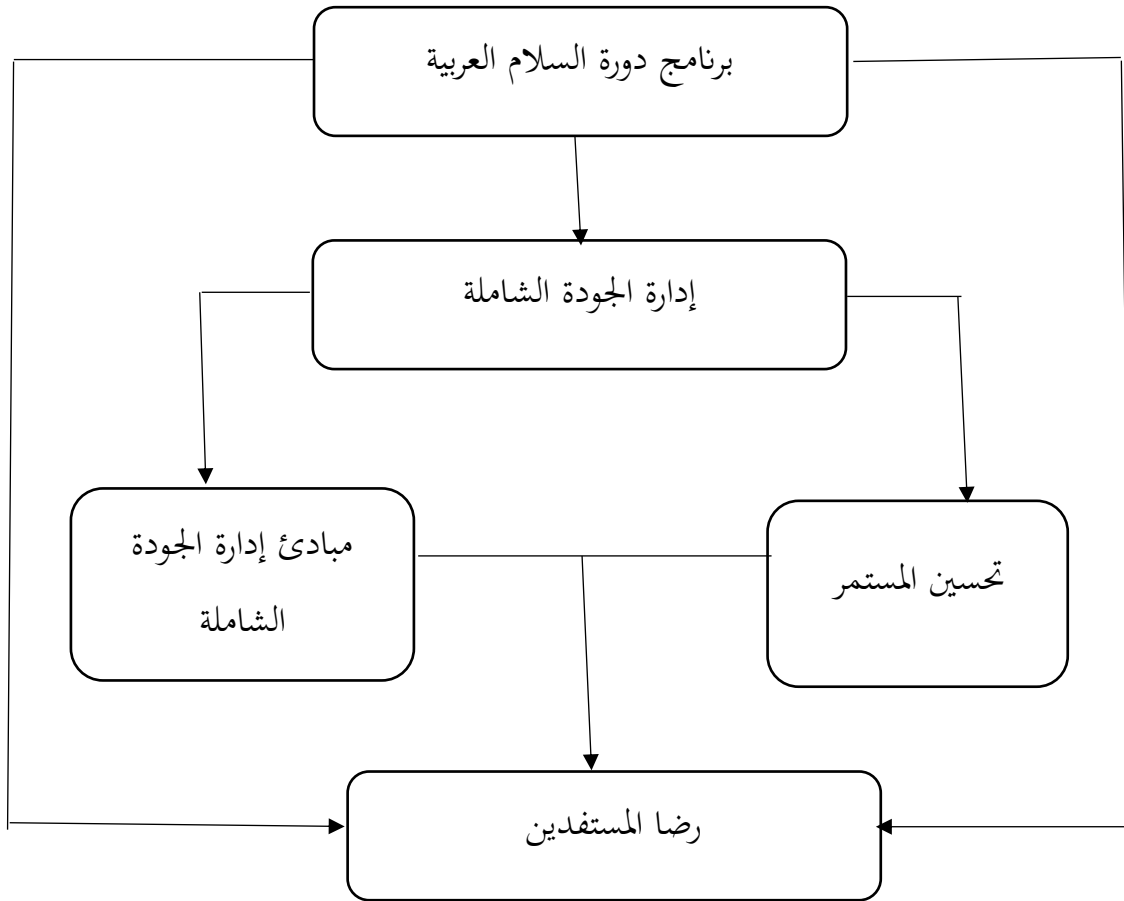 برنامج دورة السلام العربية
إدارة الجودة الشاملة
مبادئ إدارة الجودة
الشاملة
تحسين المستمر
رضا المستفدين